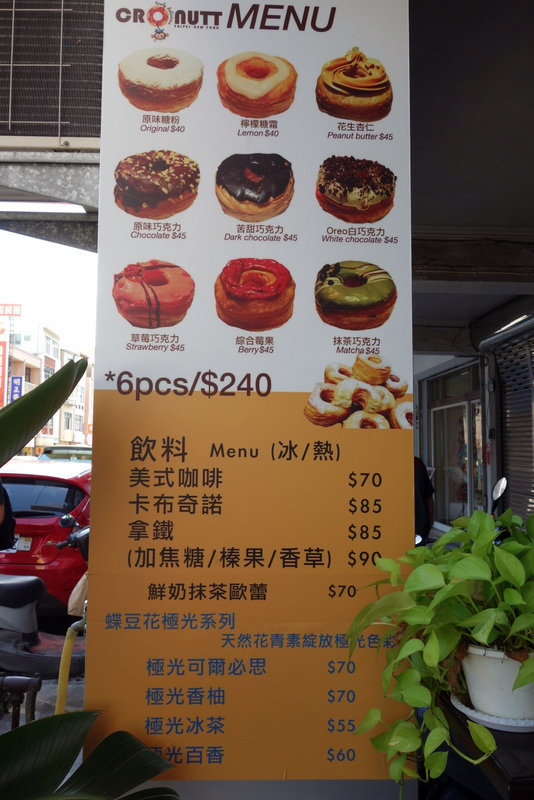 CRONUTT MENU
TAIPEI · NEW YORK
原味糖粉 檸檬糖霜 花生杏仁
Original $40 Lemon $40 Peanut butter $45
原味巧克力 苦甜巧克力 Oreo白巧克力
Chocolate $45 Dark chocolate $45 White chocolate $45
草莓巧克力 綜合莓果 抹茶巧克力
Strawberry $45 Berry $45 Matcha $45
*6pcs/$240
飲料 Menu (冰/熱)
美式咖啡 $70
卡布奇諾 $85
拿鐵 $85
(加焦糖/榛果/香草) $90
鮮奶抹茶歐蕾 $70
蝶豆花極光系列
天然花青素綻放極光色彩
極光可爾必思 $70
極光香柚 $70
極光冰茶 $55
光百香 $60